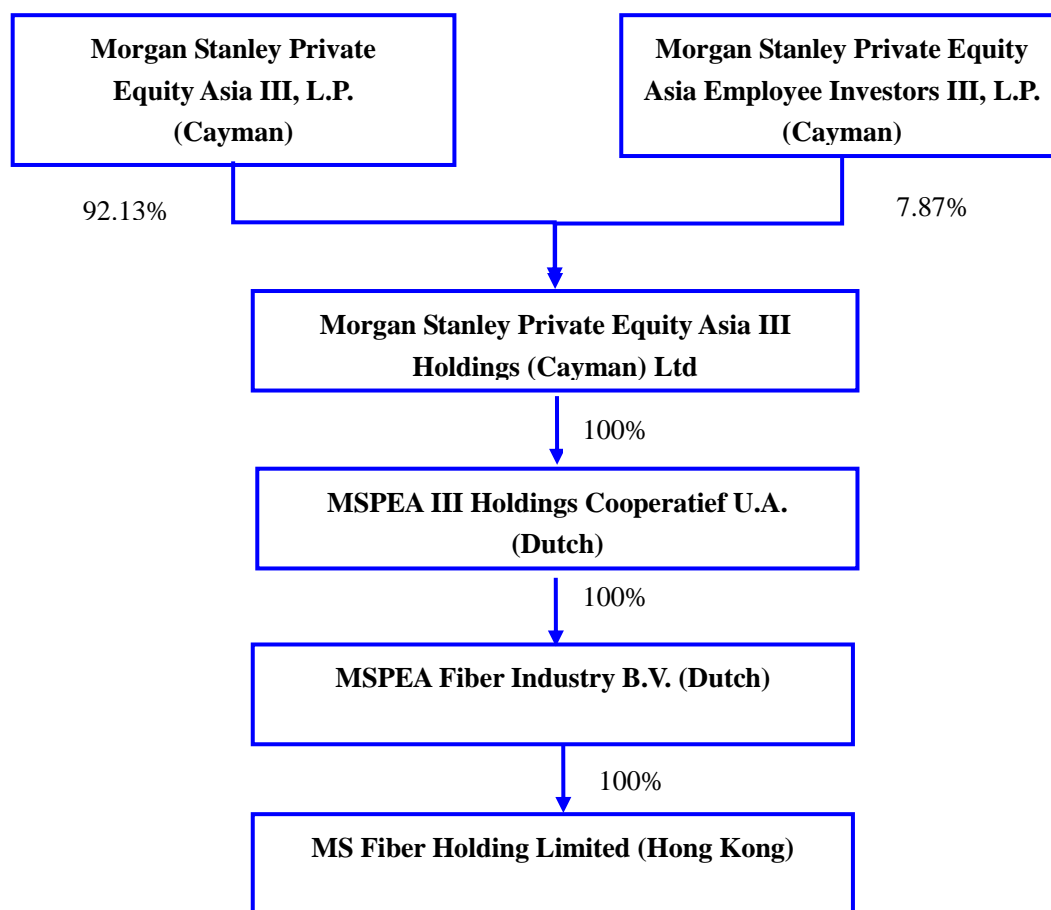 Morgan Stanley Private
Equity Asia III, L.P.
(Cayman)
Morgan Stanley Private Equity
Asia Employee Investors III, L.P.
(Cayman)
92.13%
7.87%
Morgan Stanley Private Equity Asia III
Holdings (Cayman) Ltd
100%
MSPEA III Holdings Cooperatief U.A.
(Dutch)
100%
MSPEA Fiber Industry B.V. (Dutch)
100%
MS Fiber Holding Limited (Hong Kong)